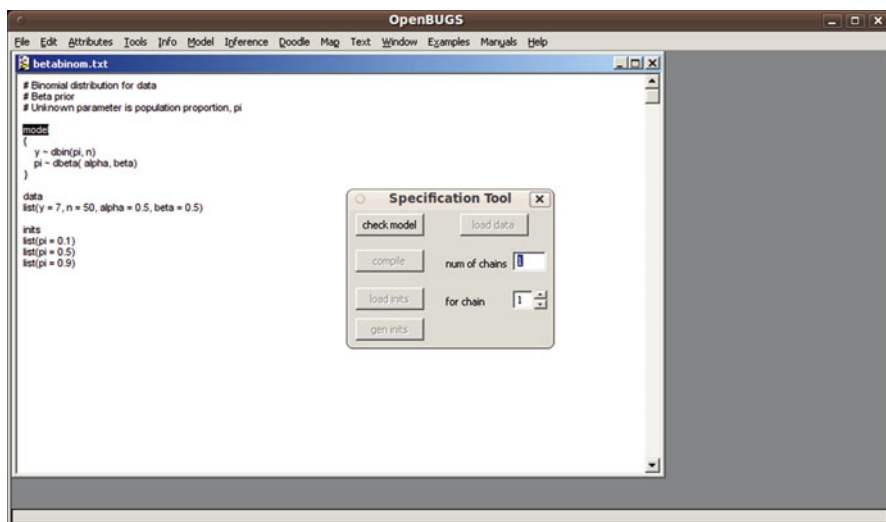 OpenBUGS
File Edit Attributes Tools Info Model Inference Doodle Map Text Window Examples Manuals Help
betabinom.txt
# Binomial distribution for data
# Beta prior
# Unknown parameter is population proportion, pi
model
{
y ~ dbin(pi, n)
pi ~ dbeta( alpha, beta)
}
data
list(y = 7, n = 50, alpha = 0.5, beta = 0.5)
inits
list(pi = 0.1)
list(pi = 0.5)
list(pi = 0.9)
Specification Tool
check model load data
compile num of chains 1
load inits for chain 1
gen inits